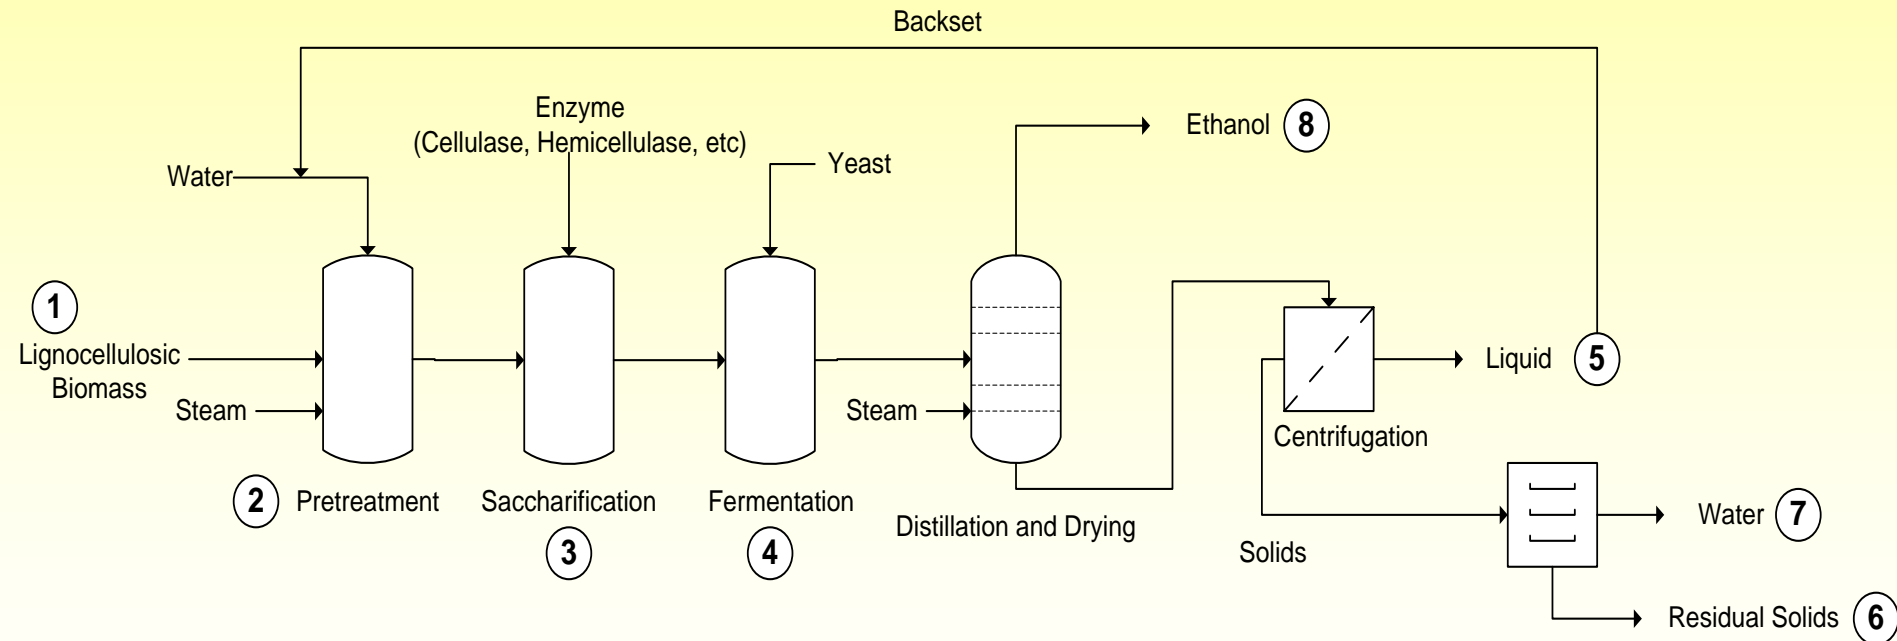 Backset
Enzyme
(Cellulase, Hemicellulase, etc)
Ethanol 8
Water
Yeast
1
Lignocellulosic
Biomass
Steam
Steam
Liquid 5
Centrifugation
2 Pretreatment
Saccharification
3
Fermentation
4
Distillation and Drying
Solids
Water 7
Residual Solids 6